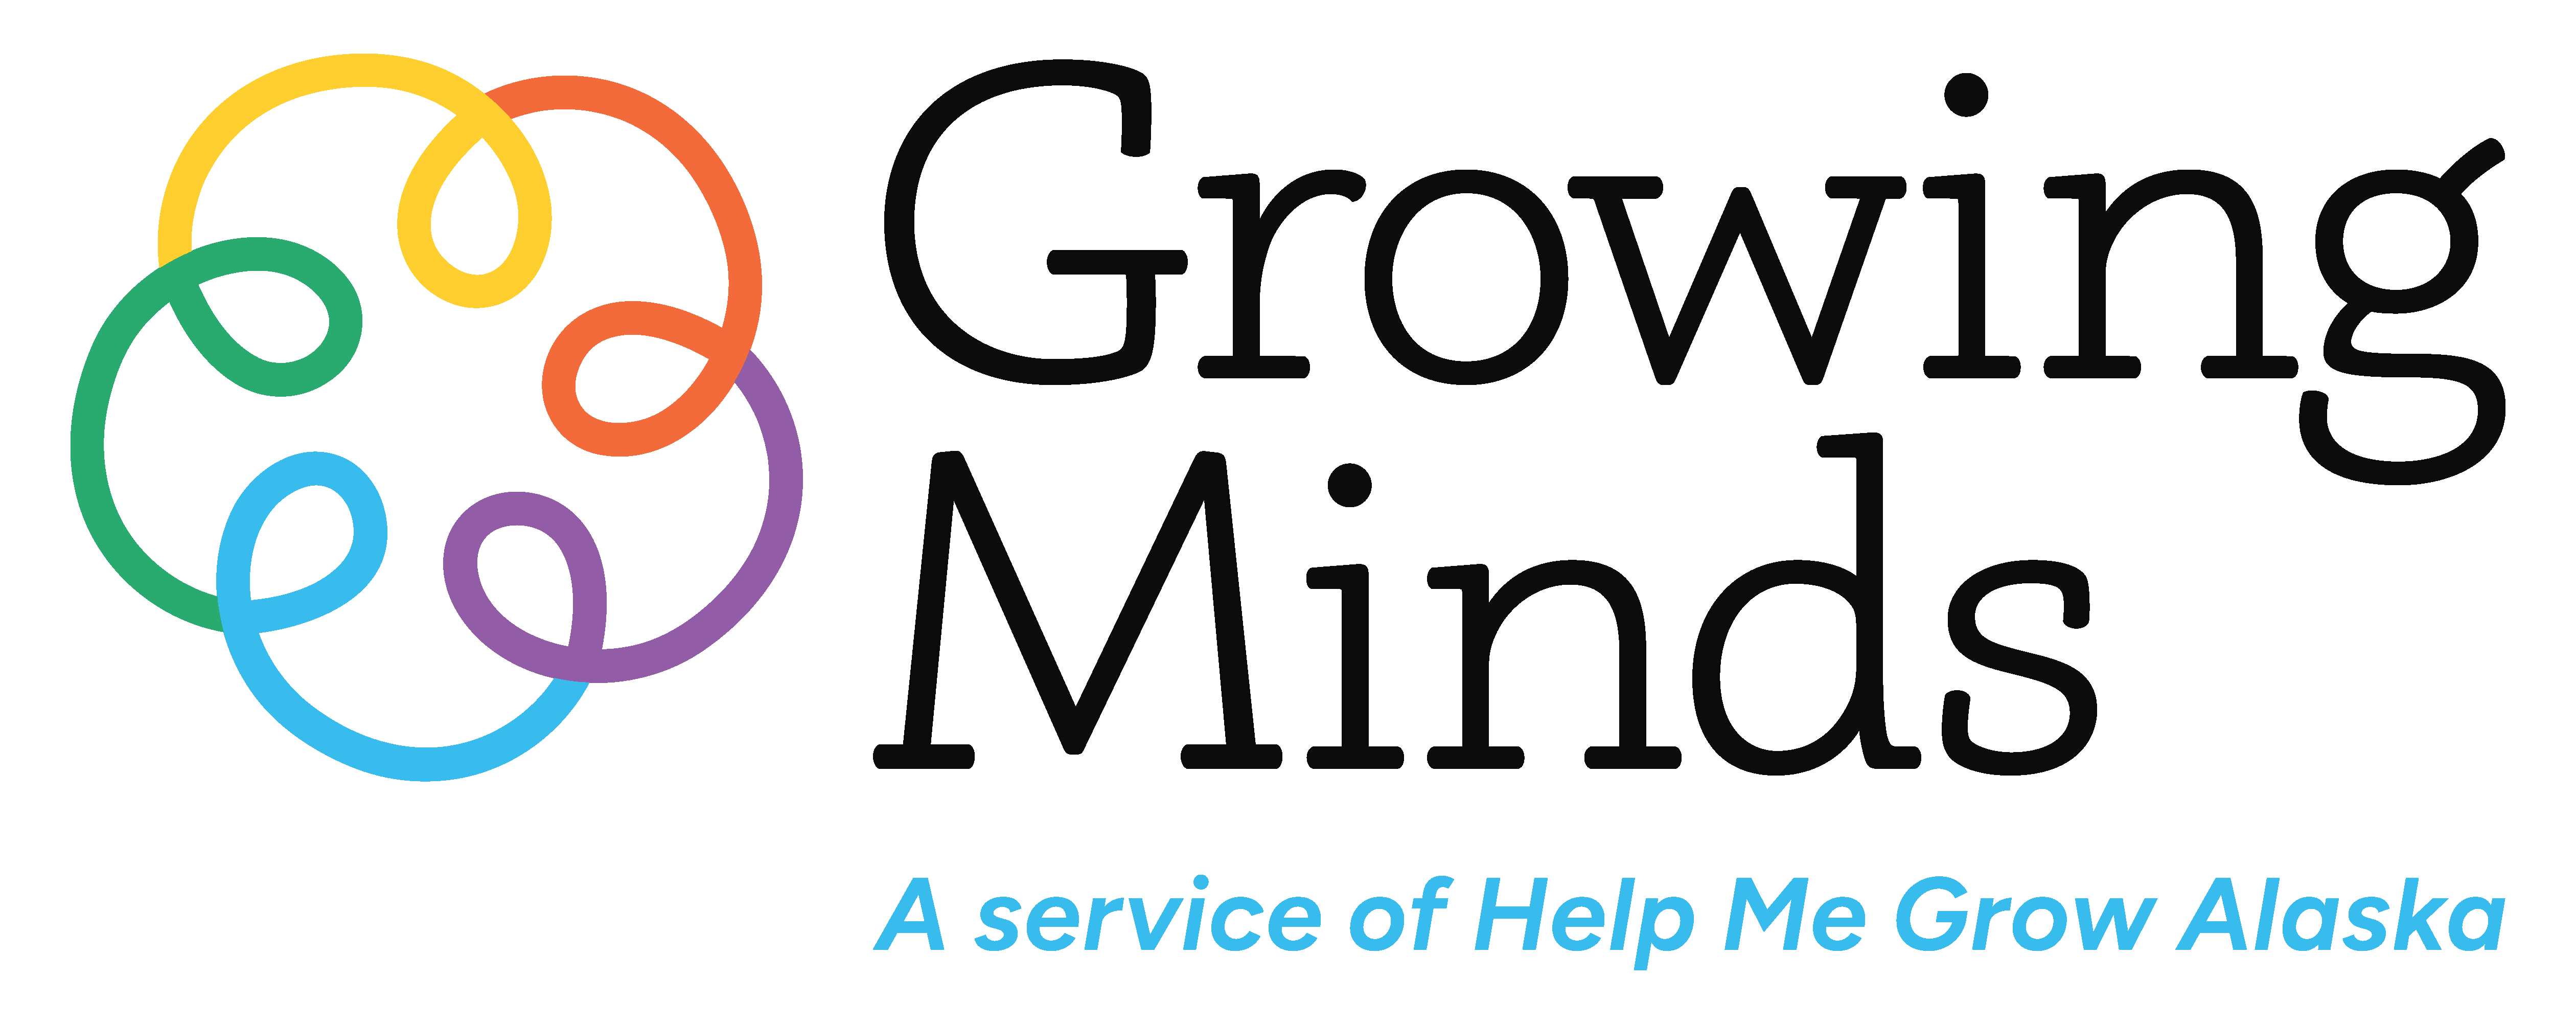 Growing
Minds
A service of Help Me Grow Alaska